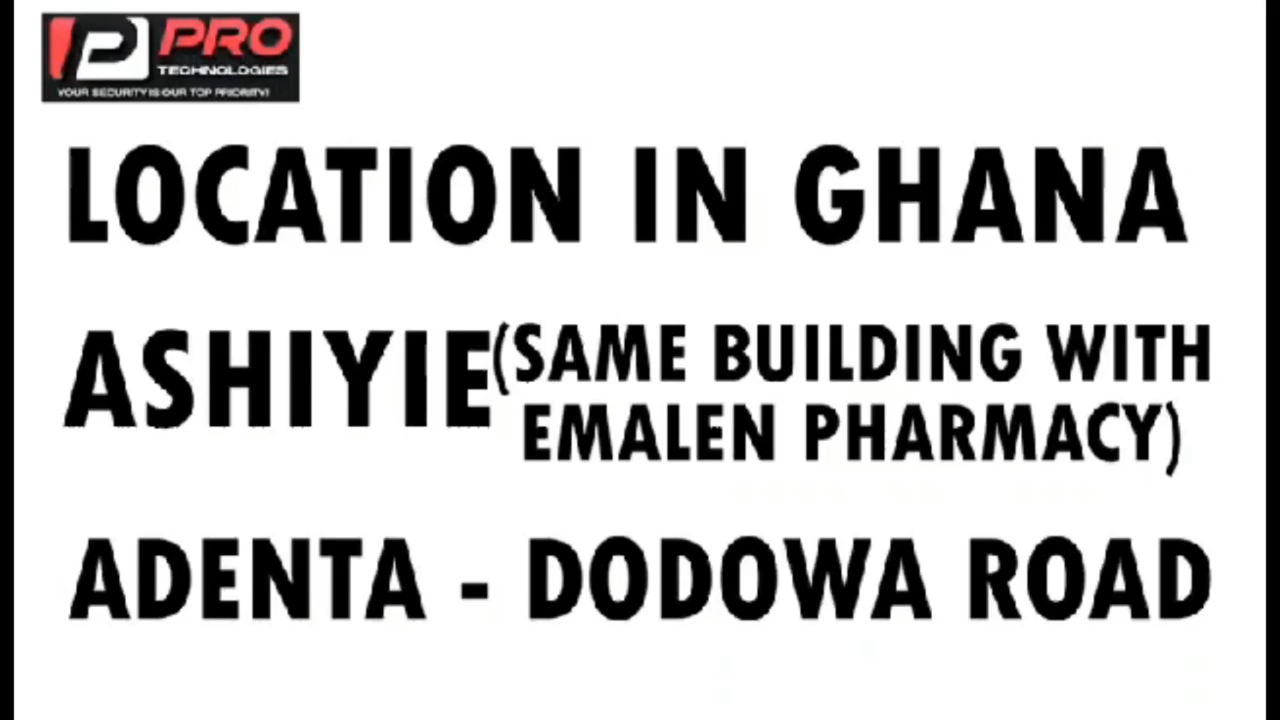 PRO
TECHNOLOGIES
YOUR SECURITY IS OUR TOP PRIORITY!
LOCATION IN GHANA
ASHIYIE (SAME BUILDING WITH
EMALEN PHARMACY)
ADENTA - DODOWA ROAD